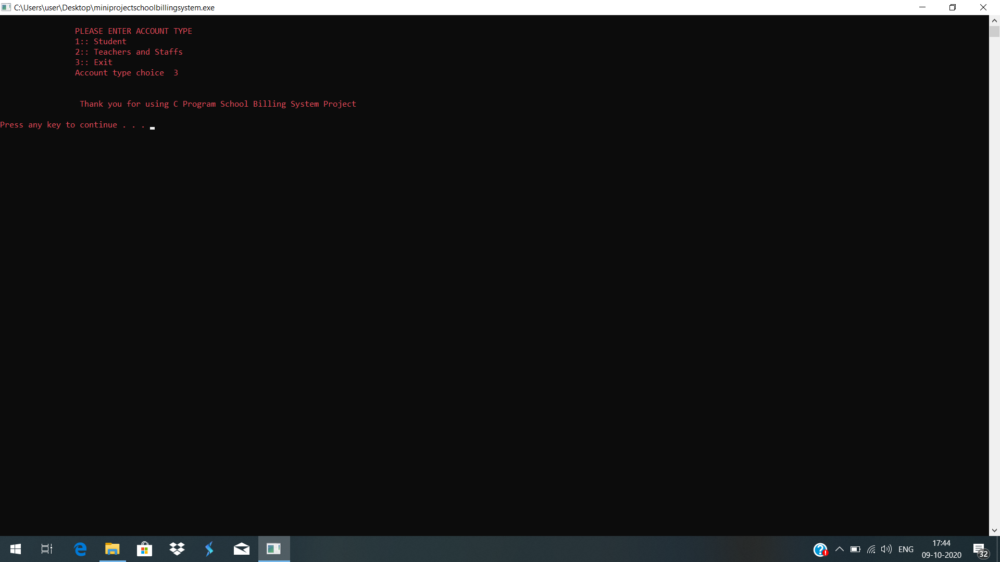 C:\Users\user\Desktop\miniprojectschoolbillingsystem.exe
PLEASE ENTER ACCOUNT TYPE
1:: Student
2:: Teachers and Staffs
3:: Exit
Account type choice  3
Thank you for using C Program School Billing System Project
Press any key to continue . . .
ENG
17:44
09-10-2020
32